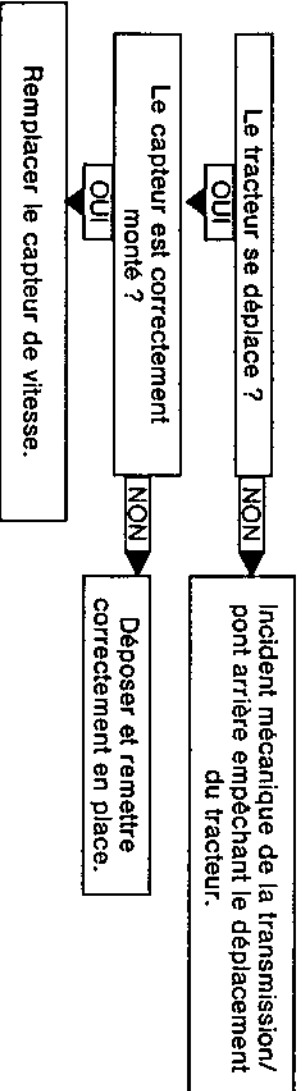 Le tracteur se déplace ?
NON
Incident mécanique de la transmission/
pont arrière empêchant le déplacement
du tracteur.
OUI
Le capteur est correctement
monté ?
NON
Déposer et remettre
correctement en place.
OUI
Remplacer le capteur de vitesse.